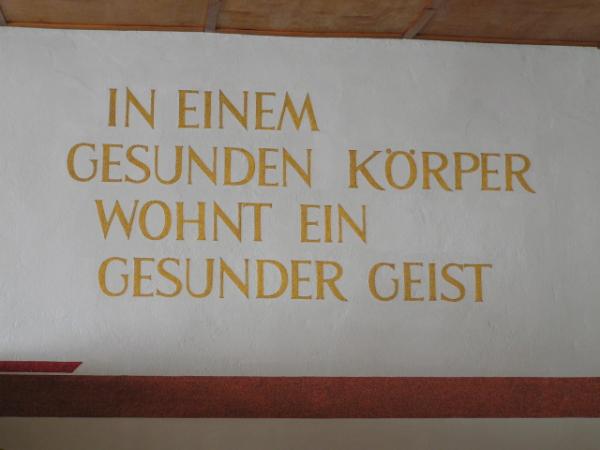 IN EINEM
GESUNDEN KÖRPER
WOHNT EIN
GESUNDER GEIST